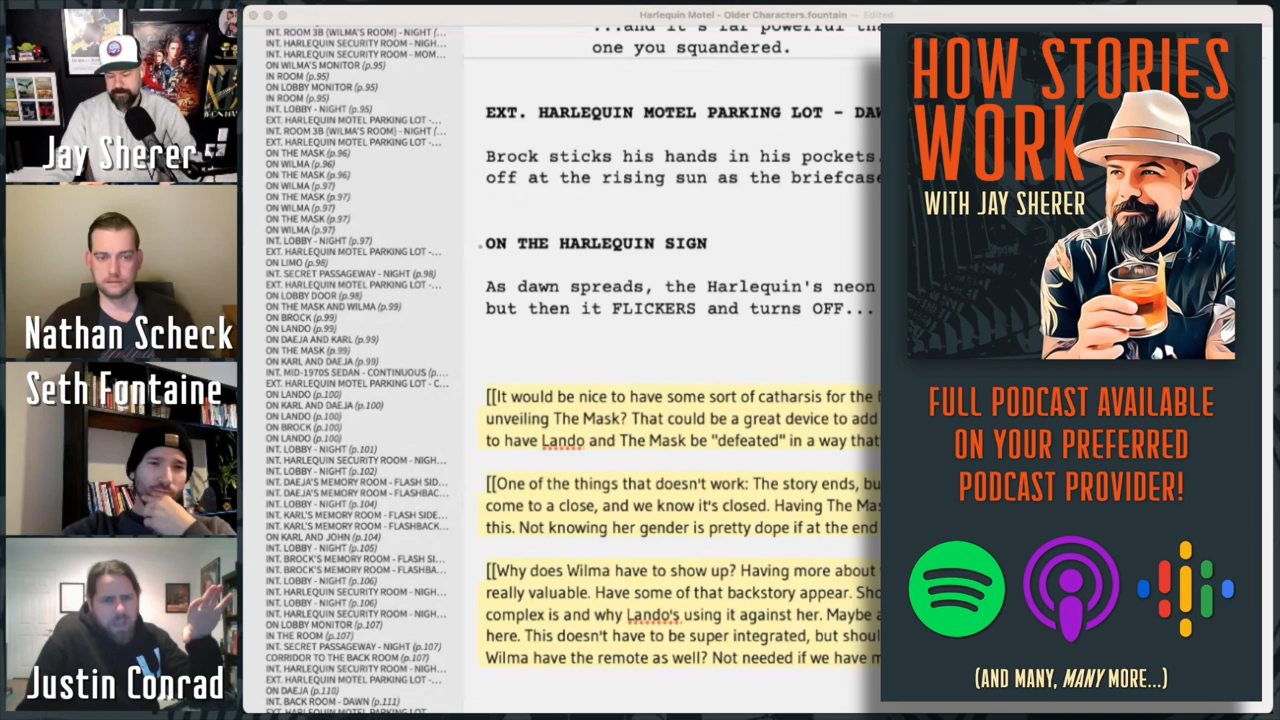 Jay Sherer
Nathan Scheck
Seth Fontaine
Justin Conrad
Harlequin Motel - Older Characters.fountain — Edited
INT. ROOM 3B (WILMA'S ROOM) - NIGHT (...
INT. HARLEQUIN SECURITY ROOM - NIGH...
INT. HARLEQUIN SECURITY ROOM - MOM...
ON WILMA'S MONITOR (p.95)
IN ROOM (p.95)
ON LOBBY MONITOR (p.95)
IN ROOM (p.95)
INT. LOBBY - NIGHT (p.95)
EXT. HARLEQUIN MOTEL PARKING LOT -...
INT. ROOM 3B (WILMA'S ROOM) - NIGHT (...
EXT. HARLEQUIN MOTEL PARKING LOT -...
ON THE MASK (p.96)
ON WILMA (p.96)
ON THE MASK (p.96)
ON WILMA (p.97)
ON THE MASK (p.97)
ON WILMA (p.97)
ON THE MASK (p.97)
ON WILMA (p.97)
INT. LOBBY - NIGHT (p.97)
EXT. HARLEQUIN MOTEL PARKING LOT -...
ON LIMO (p.98)
INT. SECRET PASSAGEWAY - NIGHT (p.98)
EXT. HARLEQUIN MOTEL PARKING LOT -...
ON LOBBY DOOR (p.98)
ON THE MASK AND WILMA (p.99)
ON BROCK (p.99)
ON LANDO (p.99)
ON DAEJA AND KARL (p.99)
ON THE MASK (p.99)
ON KARL AND DAEJA (p.99)
INT. MID-1970S SEDAN - CONTINUOUS (p....
EXT. HARLEQUIN MOTEL PARKING LOT - C...
ON LANDO (p.100)
ON KARL AND DAEJA (p.100)
ON LANDO (p.100)
ON BROCK (p.100)
ON LANDO (p.100)
INT. LOBBY - NIGHT (p.101)
INT. HARLEQUIN SECURITY ROOM - NIGH...
INT. LOBBY - NIGHT (p.102)
INT. DAEJA'S MEMORY ROOM - FLASH SID...
INT. DAEJA'S MEMORY ROOM - FLASHBAC...
INT. LOBBY - NIGHT (p.104)
INT. KARL'S MEMORY ROOM - FLASH SIDE...
INT. KARL'S MEMORY ROOM - FLASHBACK...
ON KARL AND JOHN (p.104)
INT. LOBBY - NIGHT (p.105)
INT. BROCK'S MEMORY ROOM - FLASH SI...
INT. BROCK'S MEMORY ROOM - FLASHBA...
INT. LOBBY - NIGHT (p.106)
INT. HARLEQUIN SECURITY ROOM - NIGH...
INT. LOBBY - NIGHT (p.106)
INT. HARLEQUIN SECURITY ROOM - NIGH...
ON LOBBY MONITOR (p.107)
IN THE ROOM (p.107)
INT. SECRET PASSAGEWAY - NIGHT (p.107)
CORRIDOR TO THE BACK ROOM (p.107)
INT. HARLEQUIN SECURITY ROOM - NIGH...
EXT. HARLEQUIN MOTEL PARKING LOT -...
ON DAEJA (p.110)
INT. BACK ROOM - DAWN (p.111)
EXT. HARLEQUIN MOTEL PARKING LOT
...and it's far powerful tha
one you squandered.
EXT. HARLEQUIN MOTEL PARKING LOT - DAW
Brock sticks his hands in his pockets.
off at the rising sun as the briefcase
ON THE HARLEQUIN SIGN
As dawn spreads, the Harlequin's neon
but then it FLICKERS and turns OFF...
[[It would be nice to have some sort of catharsis for the
unveiling The Mask? That could be a great device to add
to have Lando and The Mask be "defeated" in a way that
[[One of the things that doesn't work: The story ends, bu
come to a close, and we know it's closed. Having The Mas
this. Not knowing her gender is pretty dope if at the end
[[Why does Wilma have to show up? Having more about
really valuable. Have some of that backstory appear. Sho
complex is and why Lando's using it against her. Maybe a
here. This doesn't have to be super integrated, but shoul
Wilma have the remote as well? Not needed if we have m
HOW STORIES
WORK
WITH JAY SHERER
FULL PODCAST AVAILABLE
ON YOUR PREFERRED
PODCAST PROVIDER!
(AND MANY, MANY MORE...)